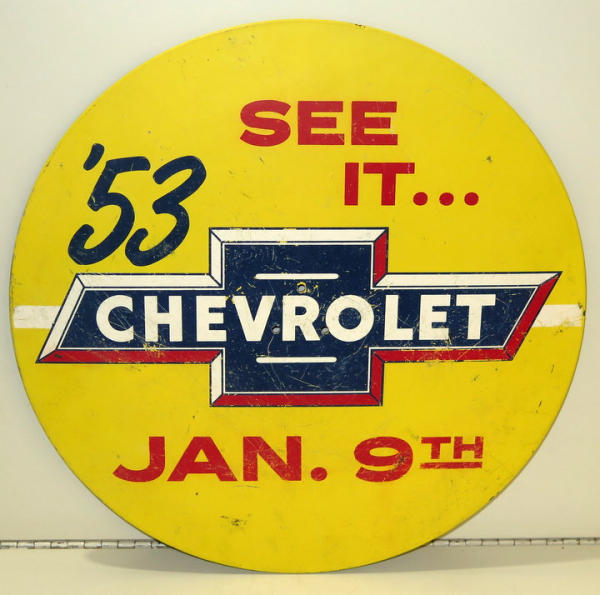 SEE
IT...
'53
CHEVROLET
JAN. 9TH